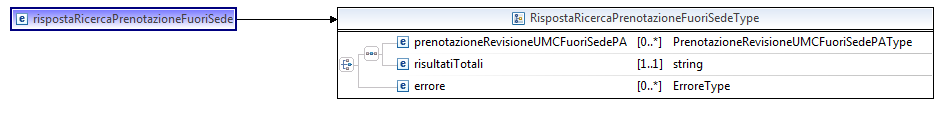 e rispostaRicercaPrenotazioneFuoriSede
RispostaRicercaPrenotazioneFuoriSedeType
e prenotazioneRevisioneUMCFuoriSedePA [0..*] PrenotazioneRevisioneUMCFuoriSedePAType
e risultatiTotali [1..1] string
e errore [0..*] ErroreType